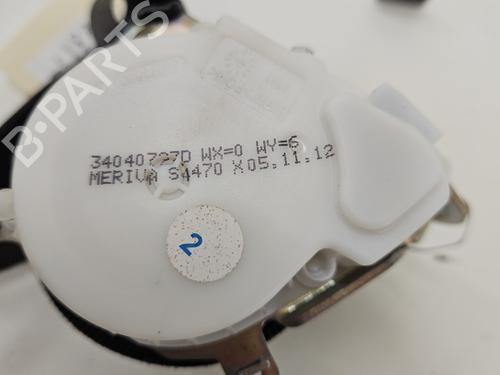 B-PARTS
34040727D WX=0 WY=6
MERIVA S4470 X05.11.12
2